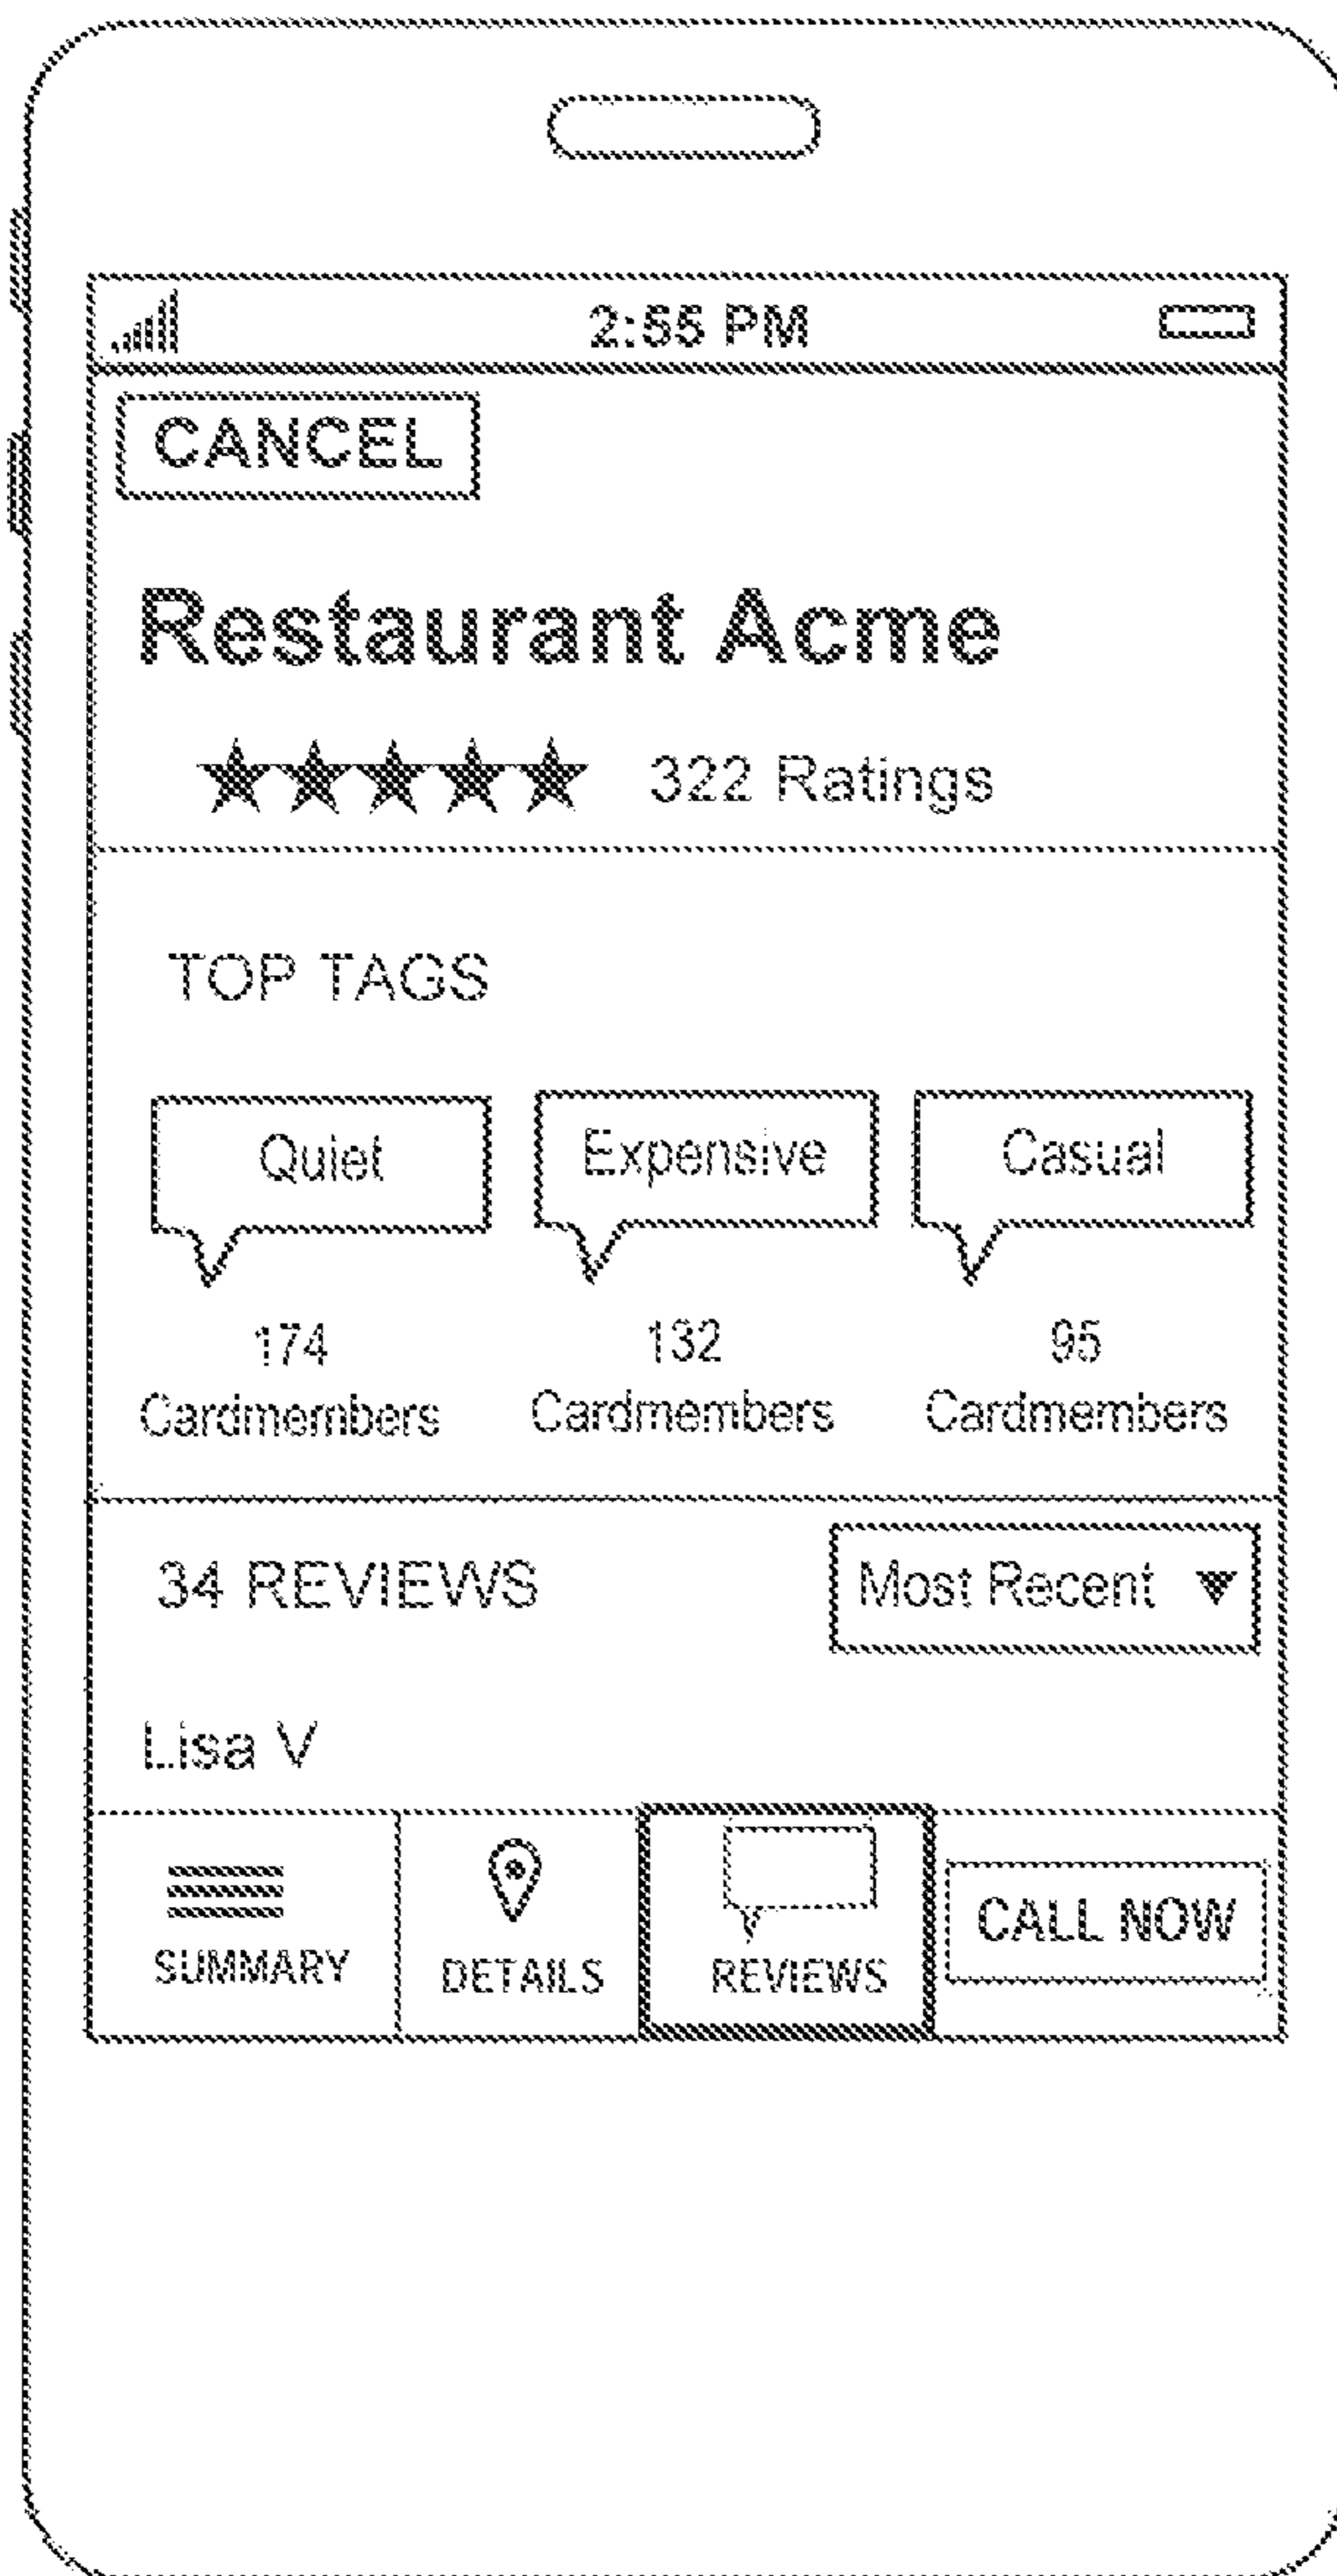 2:55 PM
CANCEL
Restaurant Acme
322 Ratings
TOP TAGS
Quiet Expensive Casual
174 132 95
Cardmembers Cardmembers Cardmembers
34 REVIEWS Most Recent
Lisa V
SUMMARY DETAILS REVIEWS CALL NOW